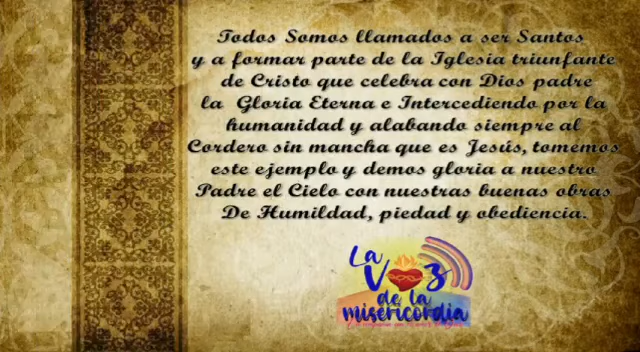 Todos Somos llamados a ser Santos
y a formar parte de la Iglesia triunfante
de Cristo que celebra con Dios padre
la Gloria Eterna e Intercediendo por la
humanidad y alabando siempre al
Cordero sin mancha que es Jesús, tomemos
este ejemplo y demos gloria a nuestro
Padre el Cielo con nuestras buenas obras
De Humildad, piedad y obediencia.
La
Voz
de la
misericordia